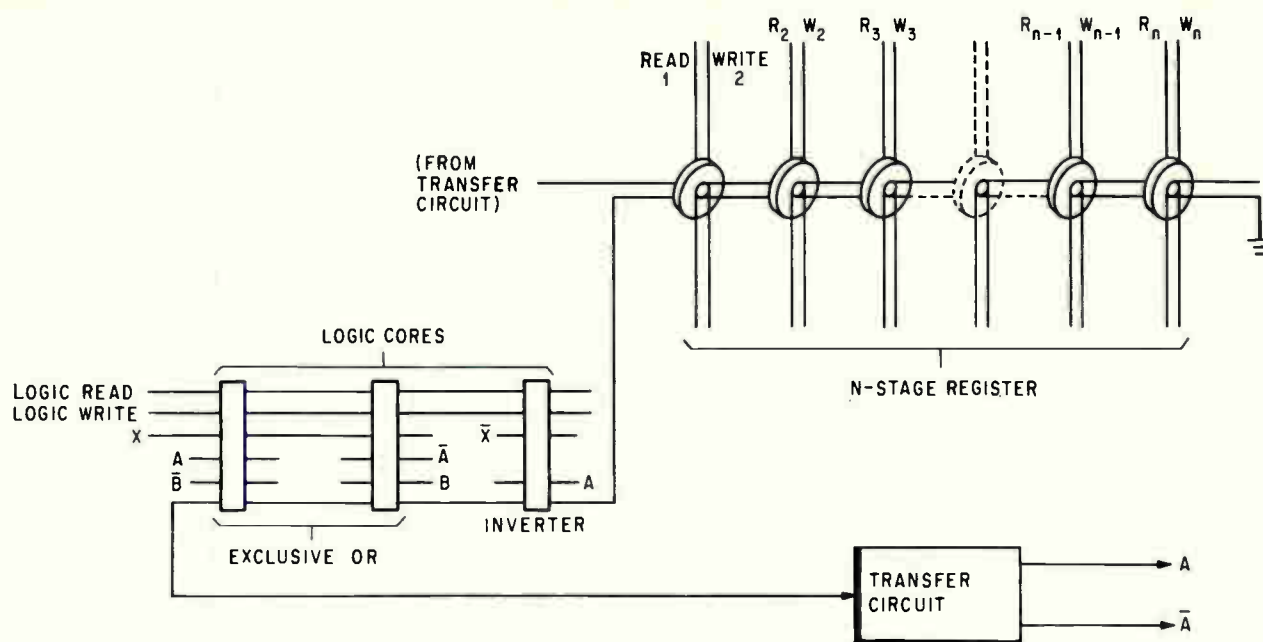 R2 W2
R3 W3
Rn-1 Wn-1
Rn Wn
READ 1
WRITE 2
(FROM
TRANSFER
CIRCUIT)
N-STAGE REGISTER
LOGIC CORES
LOGIC READ
LOGIC WRITE
X
X̄
A
Ā
B̄
B
A
INVERTER
EXCLUSIVE OR
TRANSFER
CIRCUIT
A
Ā